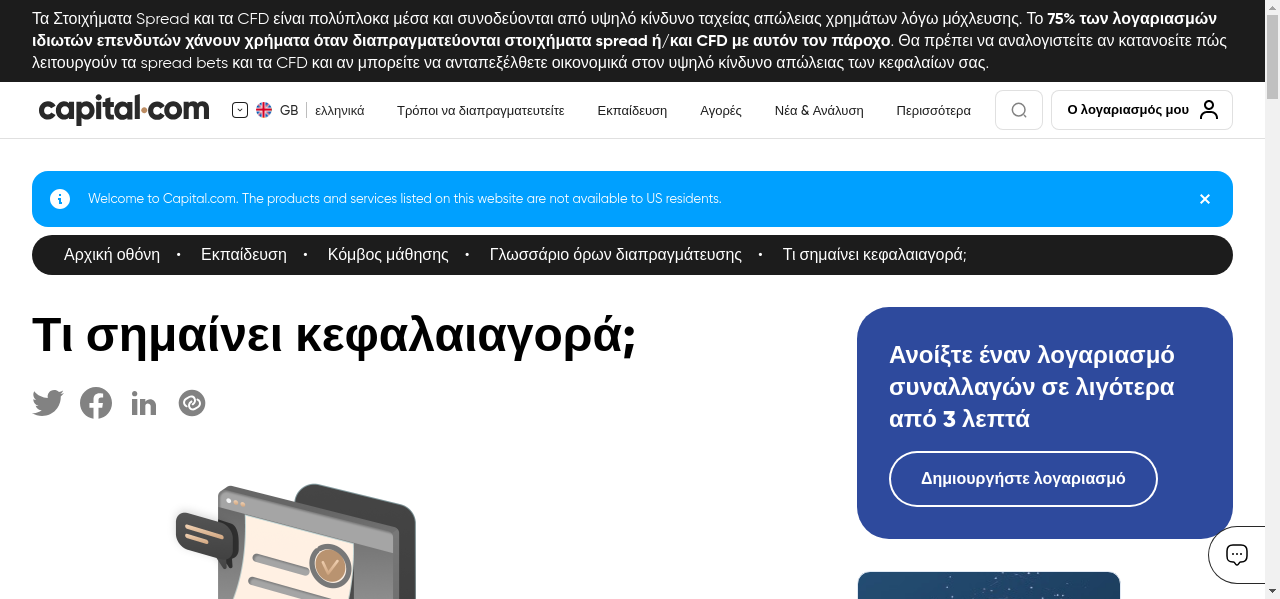 Τα Στοιχήματα Spread και τα CFD είναι πολύπλοκα μέσα και συνοδεύονται από υψηλό κίνδυνο ταχείας απώλειας χρημάτων λόγω μόχλευσης. Το 75% των λογαριασμών
ιδιωτών επενδυτών χάνουν χρήματα όταν διαπραγματεύονται στοιχήματα spread ή/και CFD με αυτόν τον πάροχο. Θα πρέπει να αναλογιστείτε αν κατανοείτε πώς
λειτουργούν τα spread bets και τα CFD και αν μπορείτε να ανταπεξέλθετε οικονομικά στον υψηλό κίνδυνο απώλειας των κεφαλαίων σας.
capital.com GB ελληνικά Τρόποι να διαπραγματευτείτε Εκπαίδευση Αγορές Νέα & Ανάλυση Περισσότερα Ο λογαριασμός μου
Welcome to Capital.com. The products and services listed on this website are not available to US residents.
Αρχική οθόνη • Εκπαίδευση • Κόμβος μάθησης • Γλωσσάριο όρων διαπραγμάτευσης • Τι σημαίνει κεφαλαιαγορά;
Τι σημαίνει κεφαλαιαγορά;
Ανοίξτε έναν λογαριασμό
συναλλαγών σε λιγότερα
από 3 λεπτά
Δημιουργήστε λογαριασμό